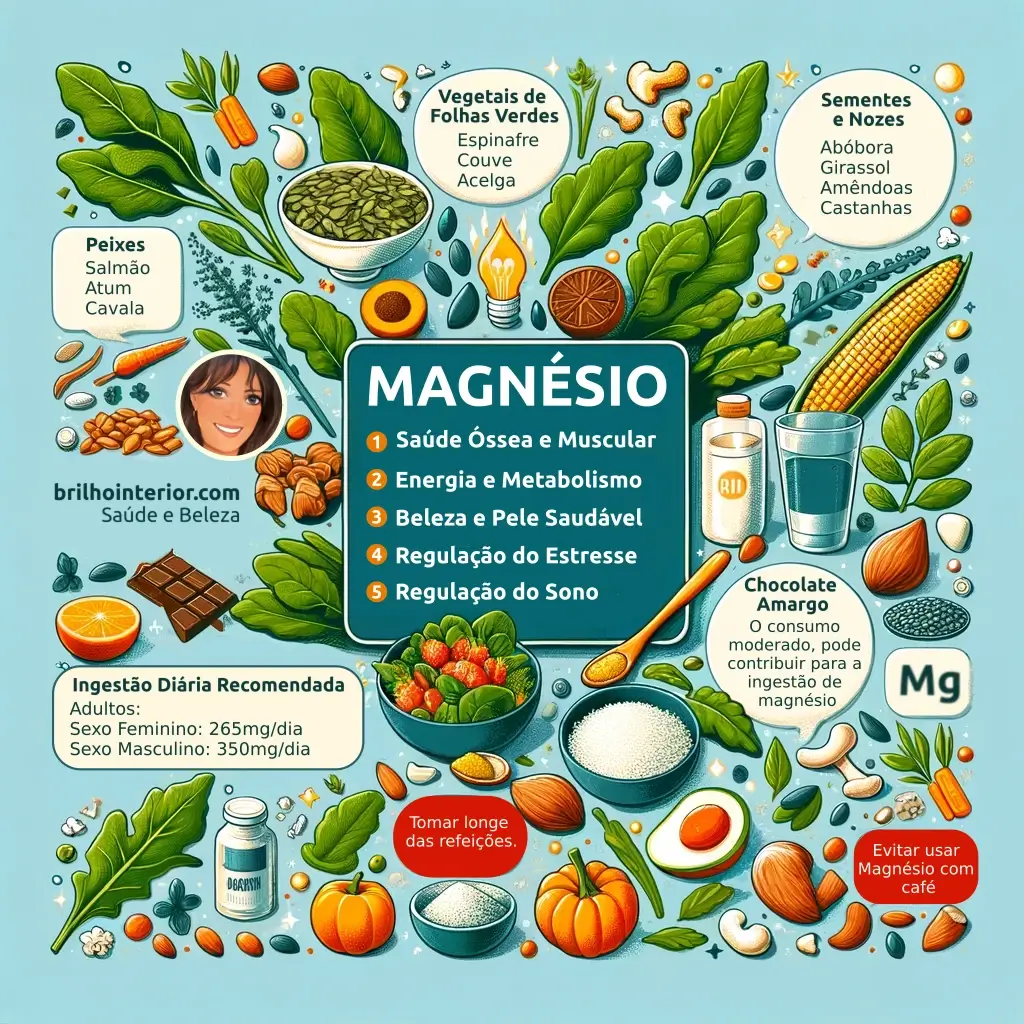 Vegetais de
Folhas Verdes
Espinafre
Couve
Acelga
Sementes
e Nozes
Abóbora
Girassol
Amêndoas
Castanhas
Peixes
Salmão
Atum
Cavala
MAGNÉSIO
1 Saúde Óssea e Muscular
2 Energia e Metabolismo
3 Beleza e Pele Saudável
4 Regulação do Estresse
5 Regulação do Sono
brilhointerior.com
Saúde e Beleza
Chocolate
Amargo
O consumo
moderado, pode
contribuir para a
ingestão de
magnésio
Mg
Ingestão Diária Recomendada
Adultos:
Sexo Feminino: 265mg/dia
Sexo Masculino: 350mg/dia
Tomar longe
das refeições.
Evitar usar
Magnésio com
café